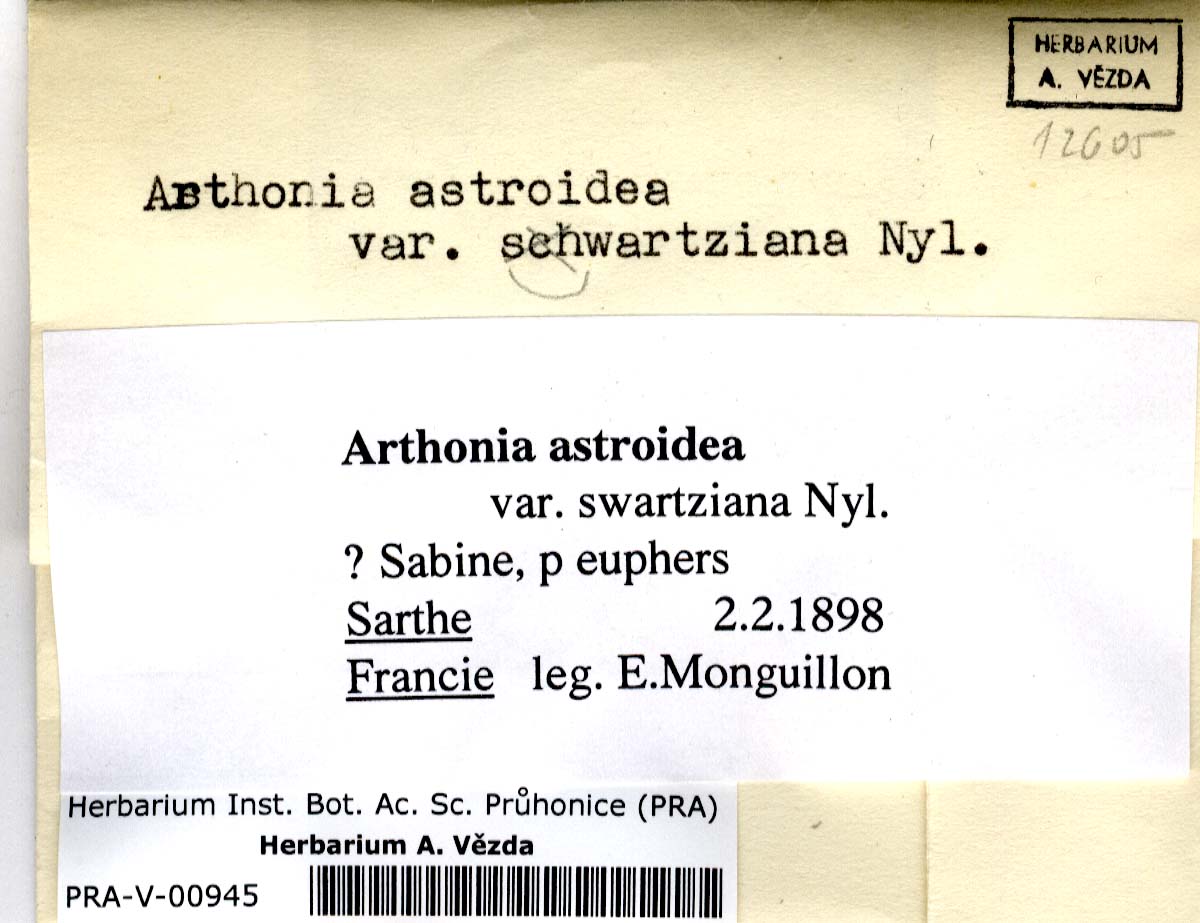 HERBARIUM
A. VĚZDA
12605
Arthonia astroidea
var. schwartziana Nyl.
Arthonia astroidea
var. swartziana Nyl.
? Sabine, p euphers
Sarthe 2.2.1898
Francie leg. E.Monguillon
Herbarium Inst. Bot. Ac. Sc. Průhonice (PRA)
Herbarium A. Vězda
PRA-V-00945